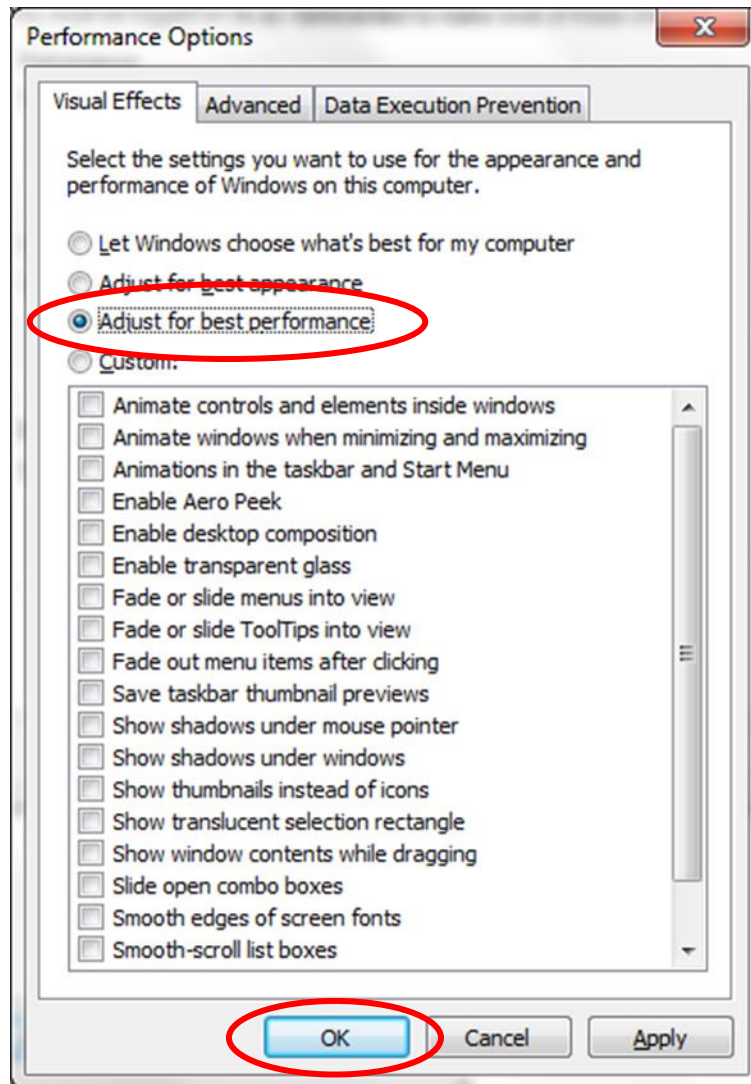 Performance Options
Visual Effects
Advanced
Data Execution Prevention
Select the settings you want to use for the appearance and
performance of Windows on this computer.
Let Windows choose what's best for my computer
Adjust for best appearance
Adjust for best performance
Custom:
Animate controls and elements inside windows
Animate windows when minimizing and maximizing
Animations in the taskbar and Start Menu
Enable Aero Peek
Enable desktop composition
Enable transparent glass
Fade or slide menus into view
Fade or slide ToolTips into view
Fade out menu items after clicking
Save taskbar thumbnail previews
Show shadows under mouse pointer
Show shadows under windows
Show thumbnails instead of icons
Show translucent selection rectangle
Show window contents while dragging
Slide open combo boxes
Smooth edges of screen fonts
Smooth-scroll list boxes
OK
Cancel
Apply